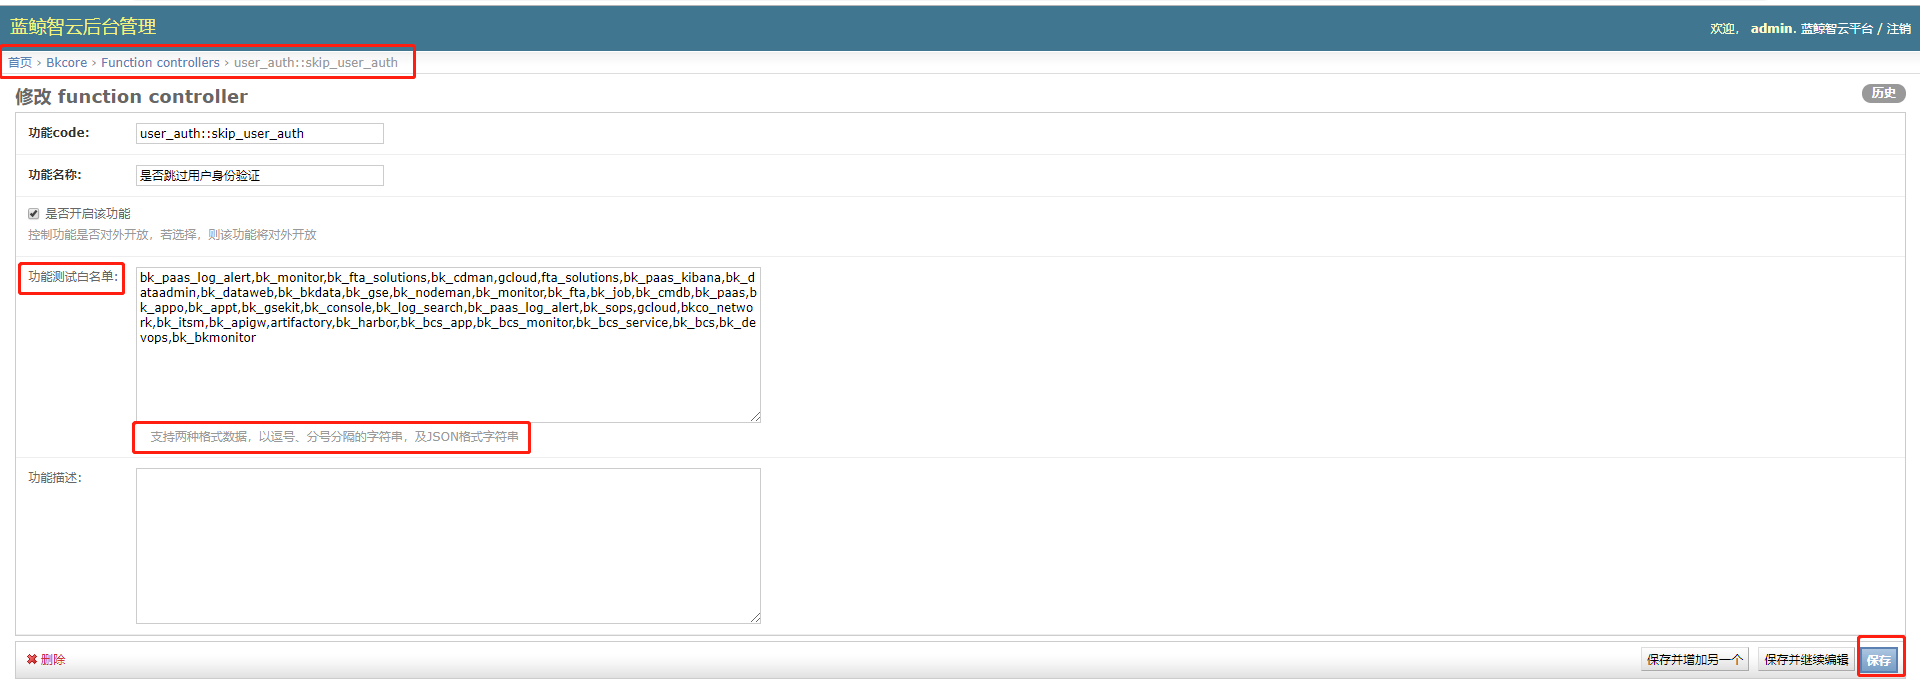 蓝鲸智云后台管理
欢迎, admin. 蓝鲸智云平台 / 注销
首页 › Bkcore › Function controllers › user_auth::skip_user_auth
修改 function controller
历史
功能code: user_auth::skip_user_auth
功能名称: 是否跳过用户身份验证
是否开启该功能
控制功能是否对外开放，若选择，则该功能将对外开放
功能测试白名单:
bk_paas_log_alert,bk_monitor,bk_fta_solutions,bk_cdman,gcloud,fta_solutions,bk_paas_kibana,bk_d
ataadmin,bk_dataweb,bk_bkdata,bk_gse,bk_nodeman,bk_monitor,bk_fta,bk_job,bk_cmdb,bk_paas,b
k_appo,bk_appt,bk_gsekit,bk_console,bk_log_search,bk_paas_log_alert,bk_sops,gcloud,bkco_netwo
rk,bk_itsm,bk_apigw,artifactory,bk_harbor,bk_bcs_app,bk_bcs_monitor,bk_bcs_service,bk_bcs,bk_de
vops,bk_bkmonitor
支持两种格式数据，以逗号、分号分隔的字符串，及JSON格式字符串
功能描述:
删除
保存并增加另一个 保存并继续编辑 保存